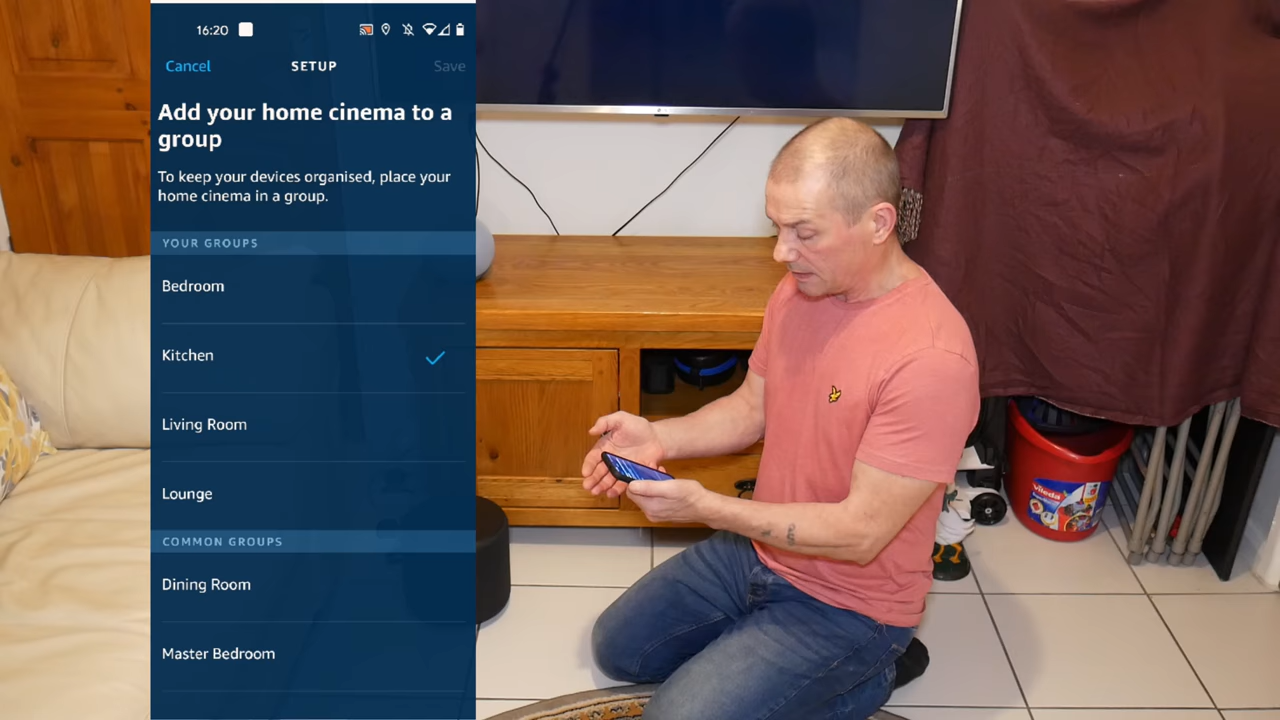 16:20
Cancel SETUP Save
Add your home cinema to a
group
To keep your devices organised, place your
home cinema in a group.
YOUR GROUPS
Bedroom
Kitchen
Living Room
Lounge
COMMON GROUPS
Dining Room
Master Bedroom
Vileda